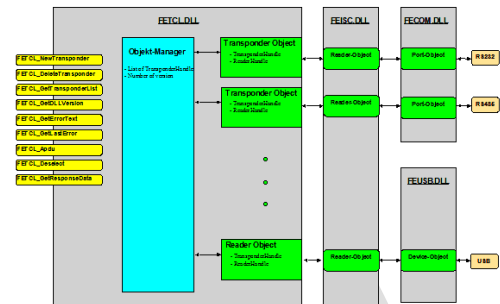 FETCL.DLL
FEISC.DLL
FECOM.DLL
FETCL_NewTransponder
FETCL_DeleteTransponder
FETCL_GetTransponderList
FETCL_GetDLLVersion
FETCL_GetErrorText
FETCL_GetLastError
FETCL_Apdu
FETCL_Deselect
FETCL_GetResponseData
Objekt-Manager
- List of TransponderHandle
- Number of version
Transponder Object
- TransponderHandle
- ReaderHandle
Reader-Object
Port-Object
RS232
Transponder Object
- TransponderHandle
- ReaderHandle
Reader-Object
Port-Object
RS485
FEUSB.DLL
Reader Object
- TransponderHandle
- ReaderHandle
Reader-Object
Device-Object
USB